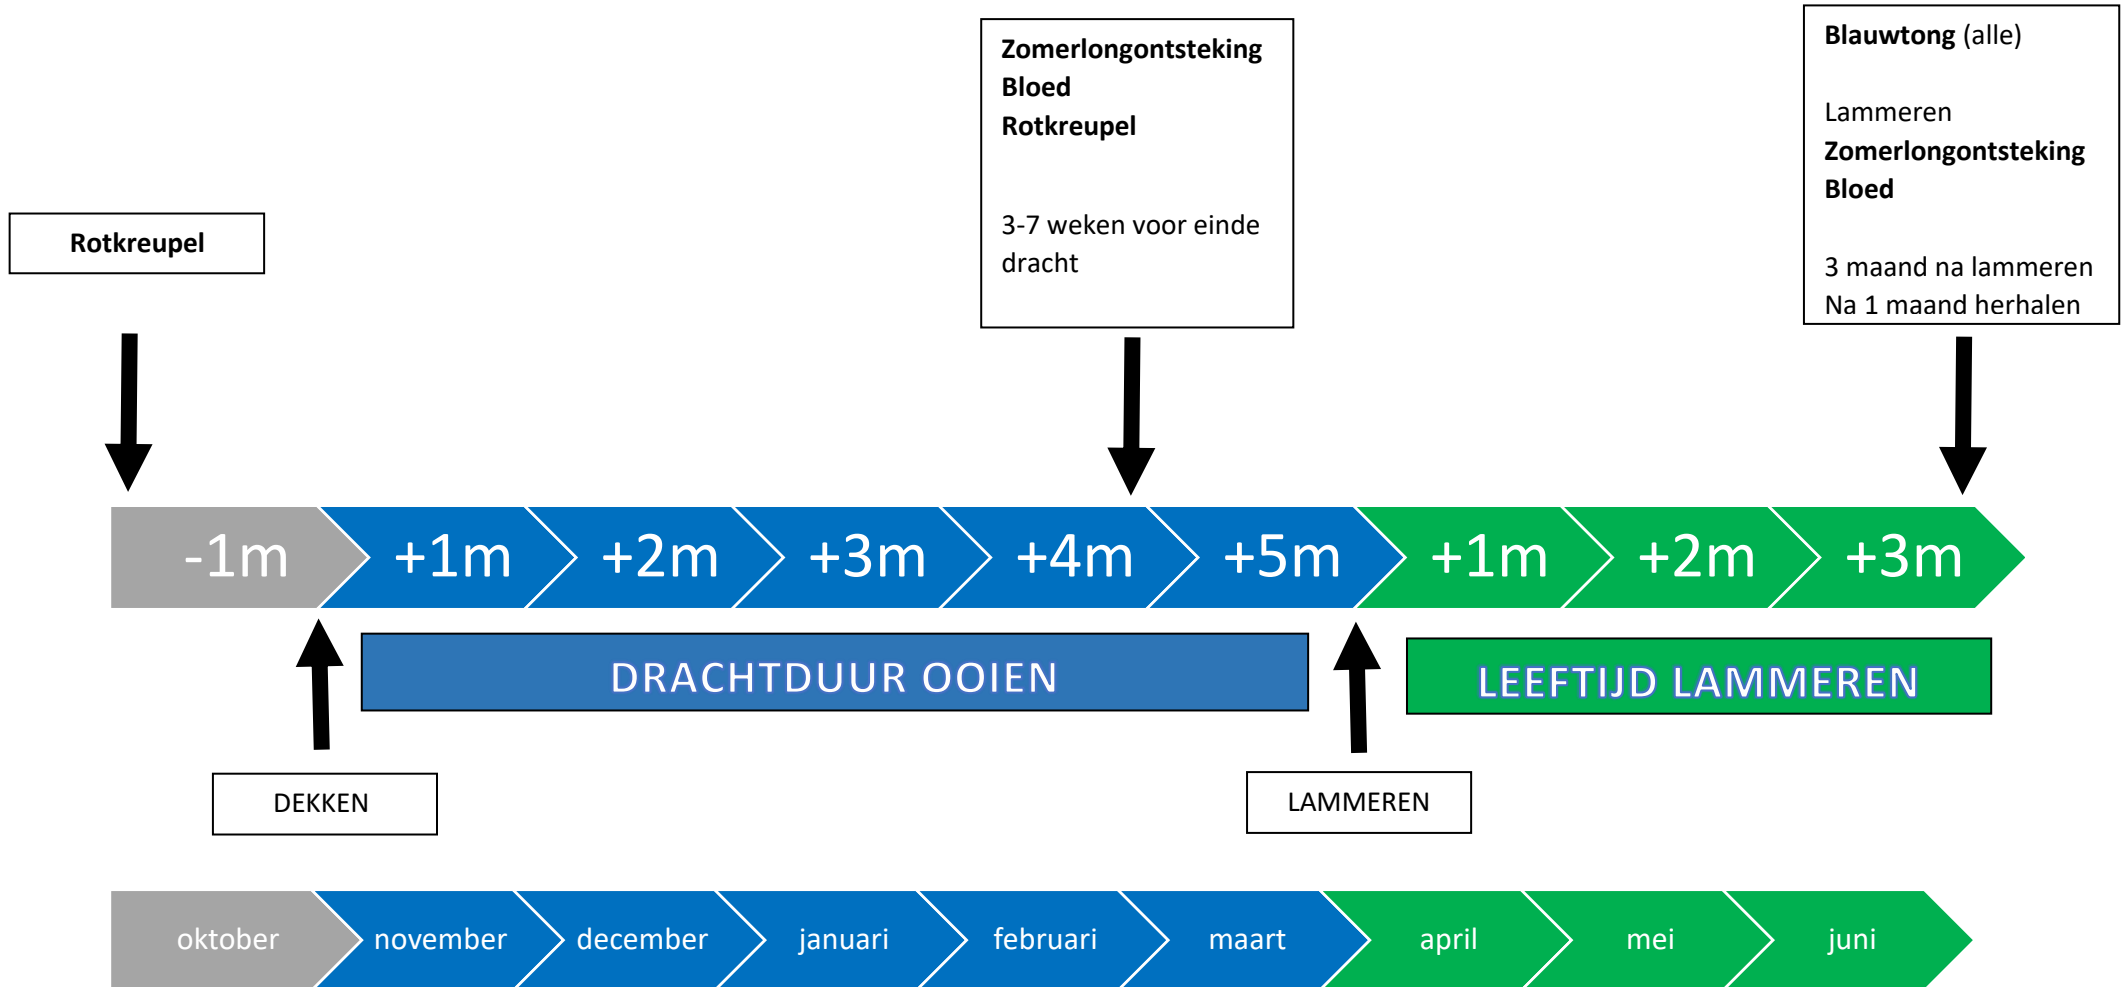 Rotkreupel
Zomerlongontsteking
Bloed
Rotkreupel
3-7 weken voor einde
dracht
Blauwtong (alle)
Lammeren
Zomerlongontsteking
Bloed
3 maand na lammeren
Na 1 maand herhalen
-1m
+1m
+2m
+3m
+4m
+5m
+1m
+2m
+3m
DRACHTDUUR OOIEN
LEEFTIJD LAMMEREN
DEKKEN
LAMMEREN
oktober
november
december
januari
februari
maart
april
mei
juni